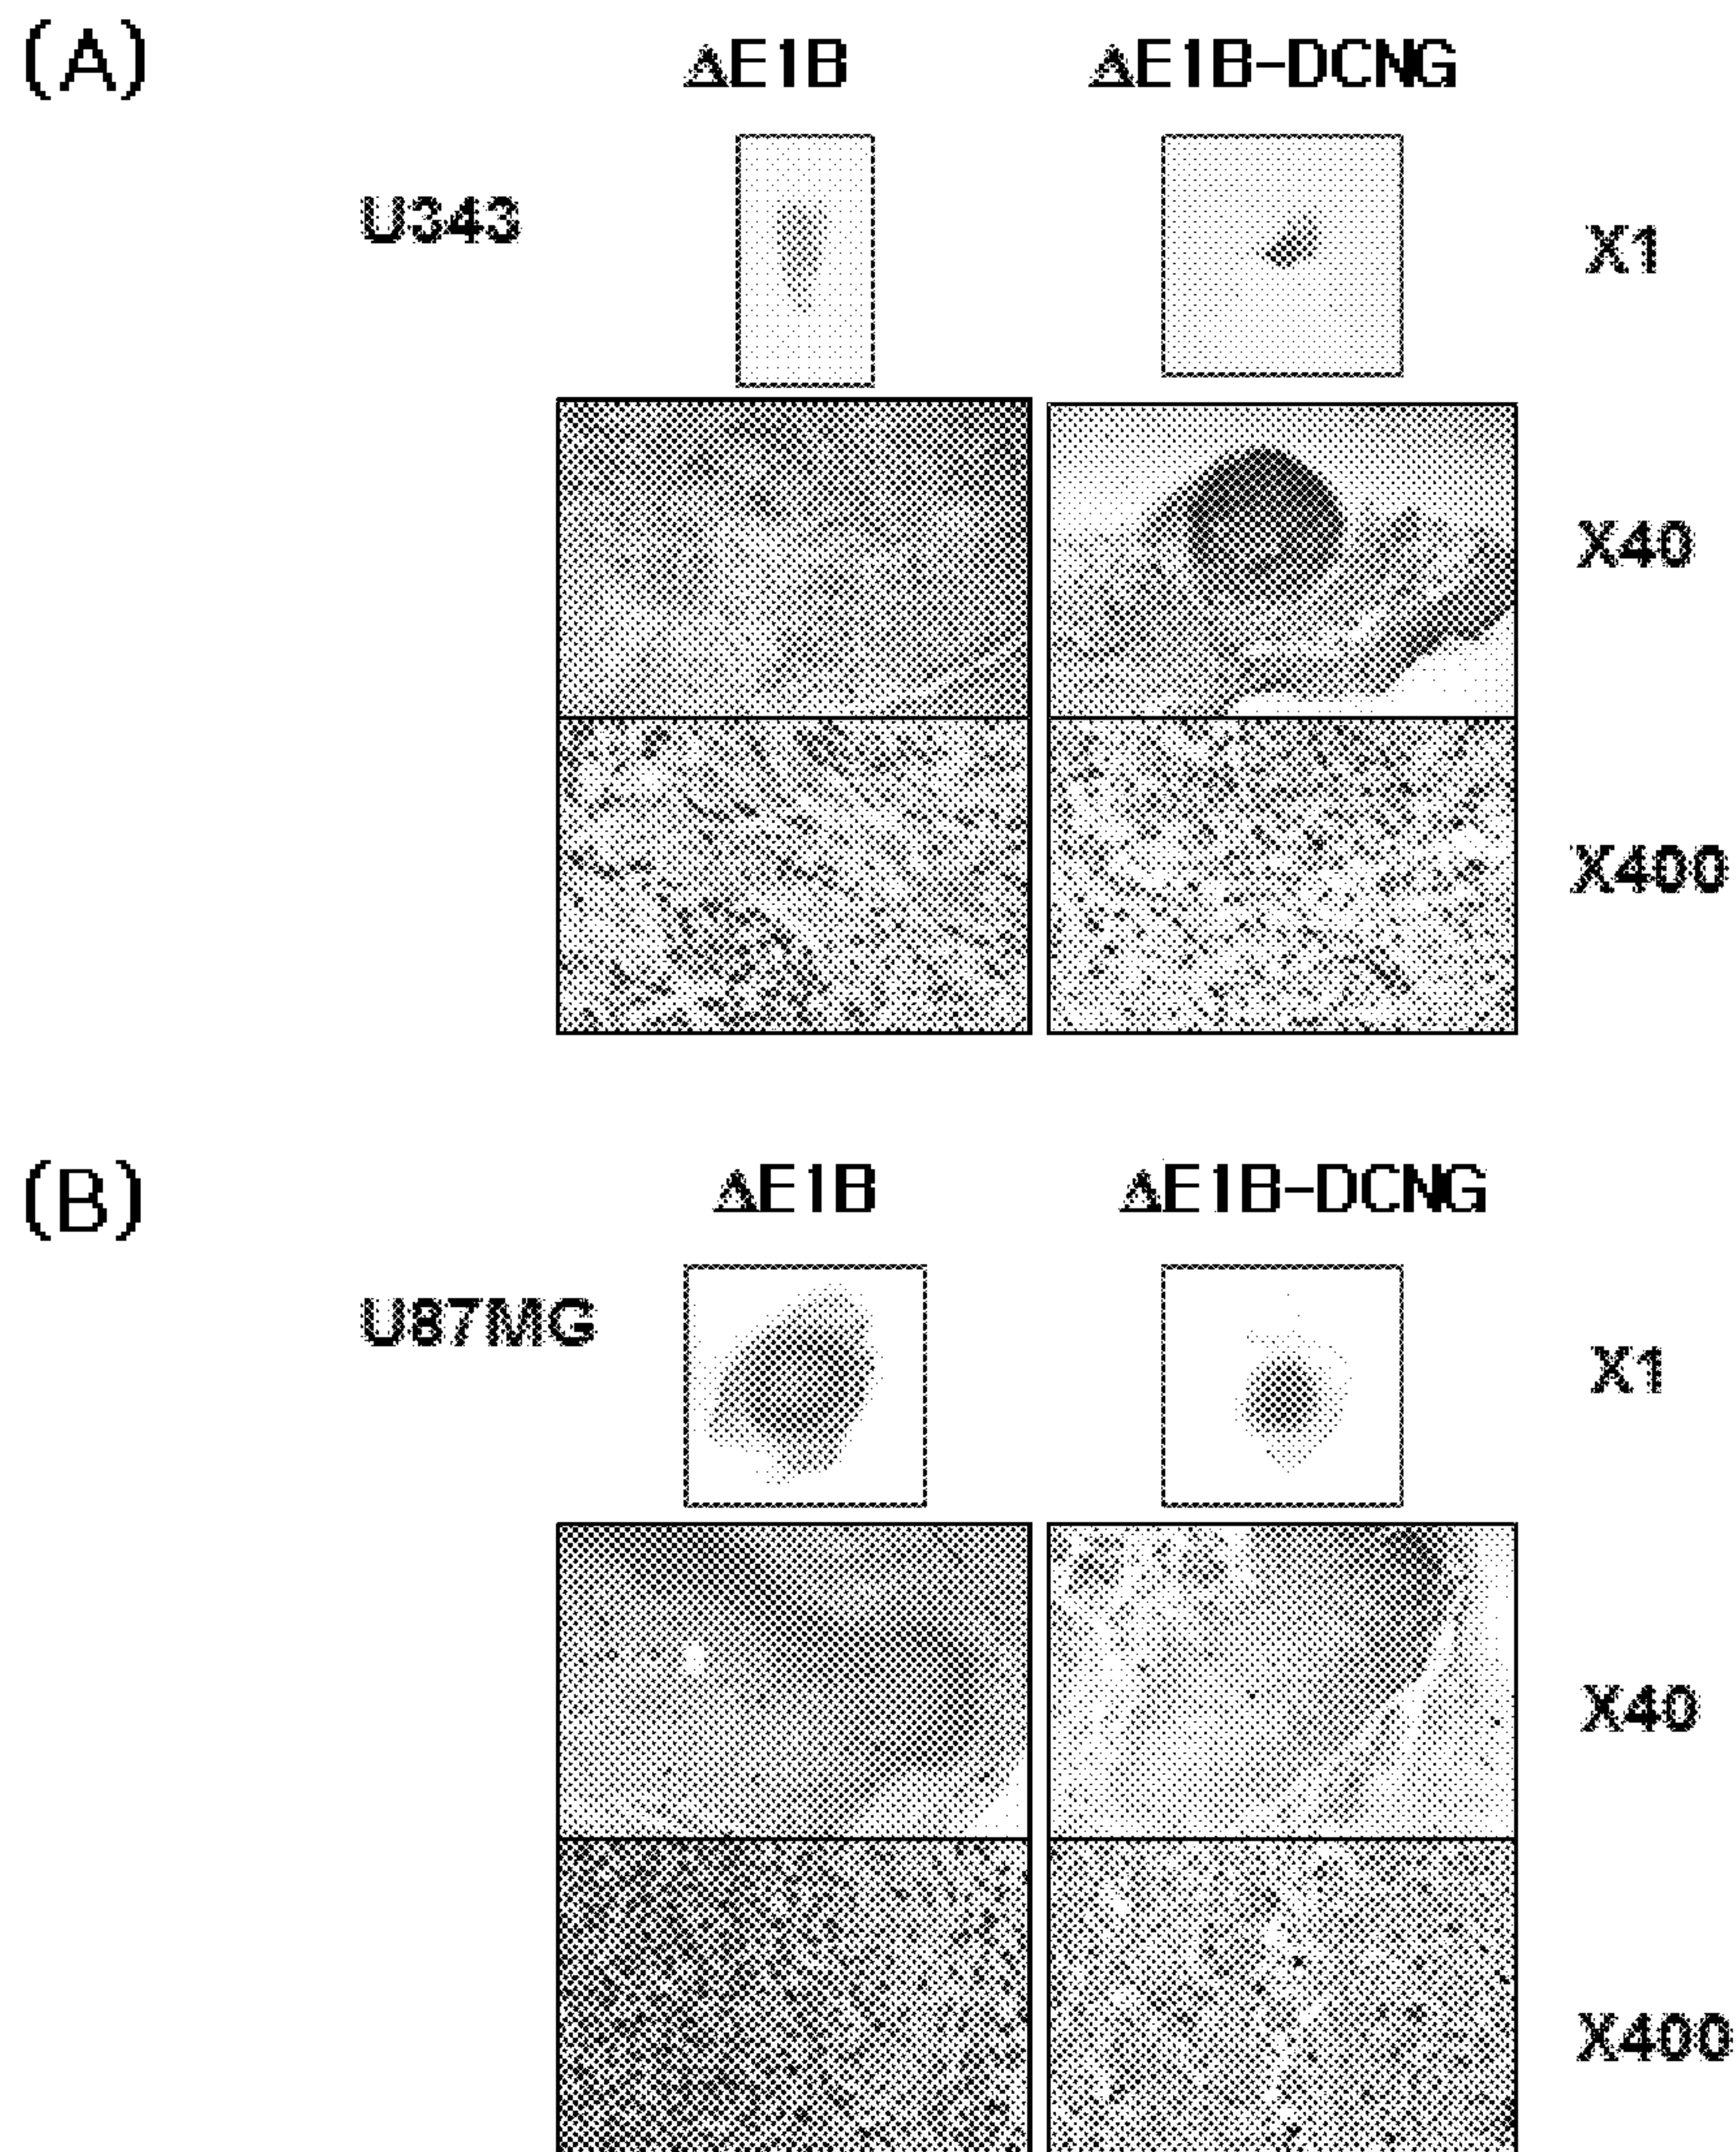 (A)
ΔE1B ΔE1B-DCNG
U343
X1
X40
X400
(B)
ΔE1B ΔE1B-DCNG
U87MG
X1
X40
X400